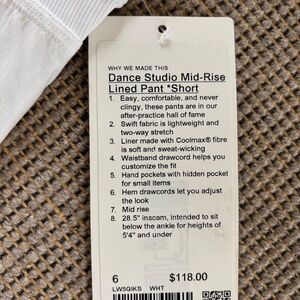 WHY WE MADE THIS
Dance Studio Mid-Rise
Lined Pant *Short
1. Easy, comfortable, and never
clingy, these pants are in our
after-practice hall of fame
2. Swift fabric is lightweight and
two-way stretch
3. Liner made with Coolmax® fibre
is soft and sweat-wicking
4. Waistband drawcord helps you
customize the fit
5. Hand pockets with hidden pocket
for small items
6. Hem drawcords let you adjust
the look
7. Mid rise
8. 28.5" inseam, intended to sit
below the ankle for heights of
5'4" and under
6 $118.00
LW5GIKS WHT